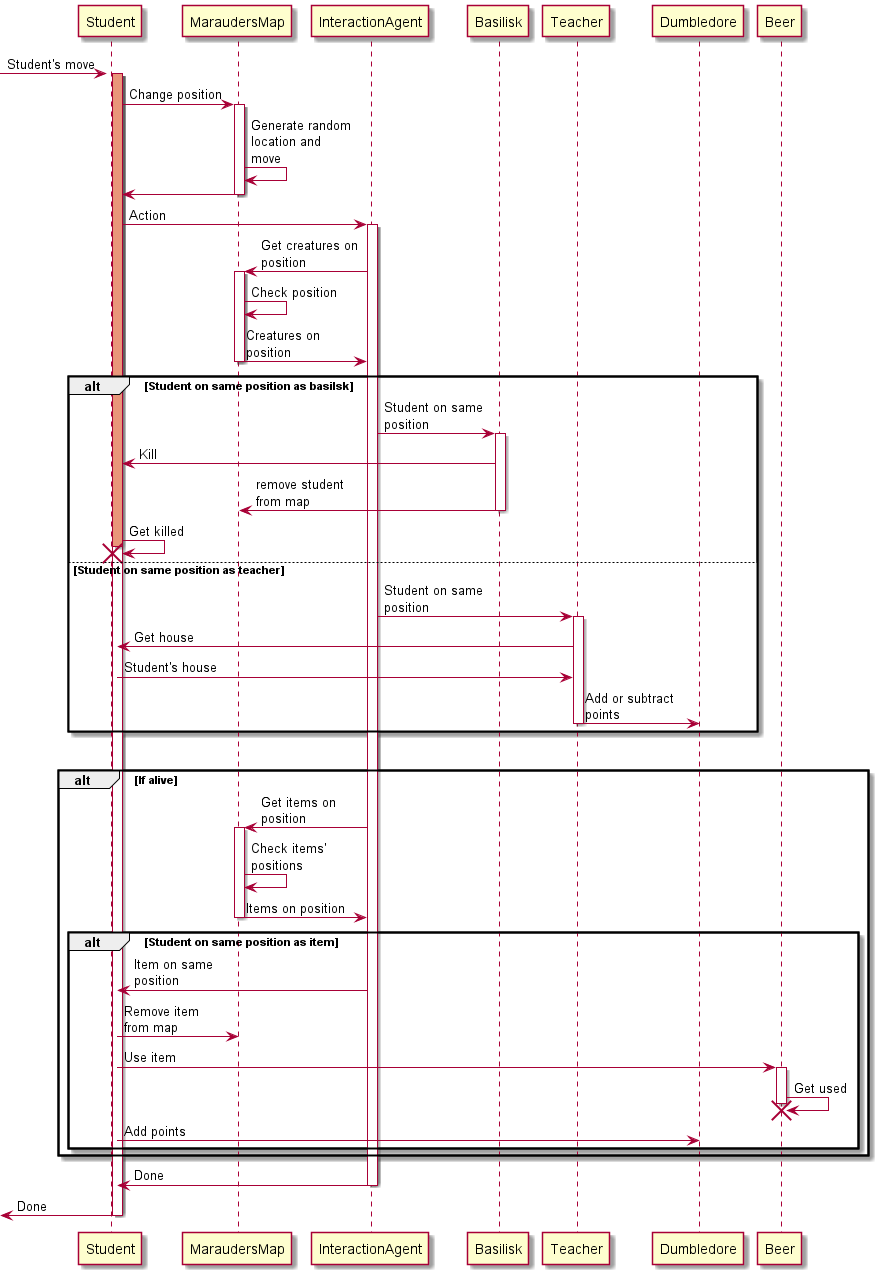 Student MaraudersMap InteractionAgent Basilisk Teacher Dumbledore Beer
Student's move
Change position
Generate random
location and
move
Action
Get creatures on
position
Check position
Creatures on
position
alt [Student on same position as basilsk]
Student on same
position
Kill
remove student
from map
Get killed
[Student on same position as teacher]
Student on same
position
Get house
Student's house
Add or subtract
points
alt [If alive]
Get items on
position
Check items'
positions
Items on position
alt [Student on same position as item]
Item on same
position
Remove item
from map
Use item
Get used
Add points
Done
Done
Student MaraudersMap InteractionAgent Basilisk Teacher Dumbledore Beer